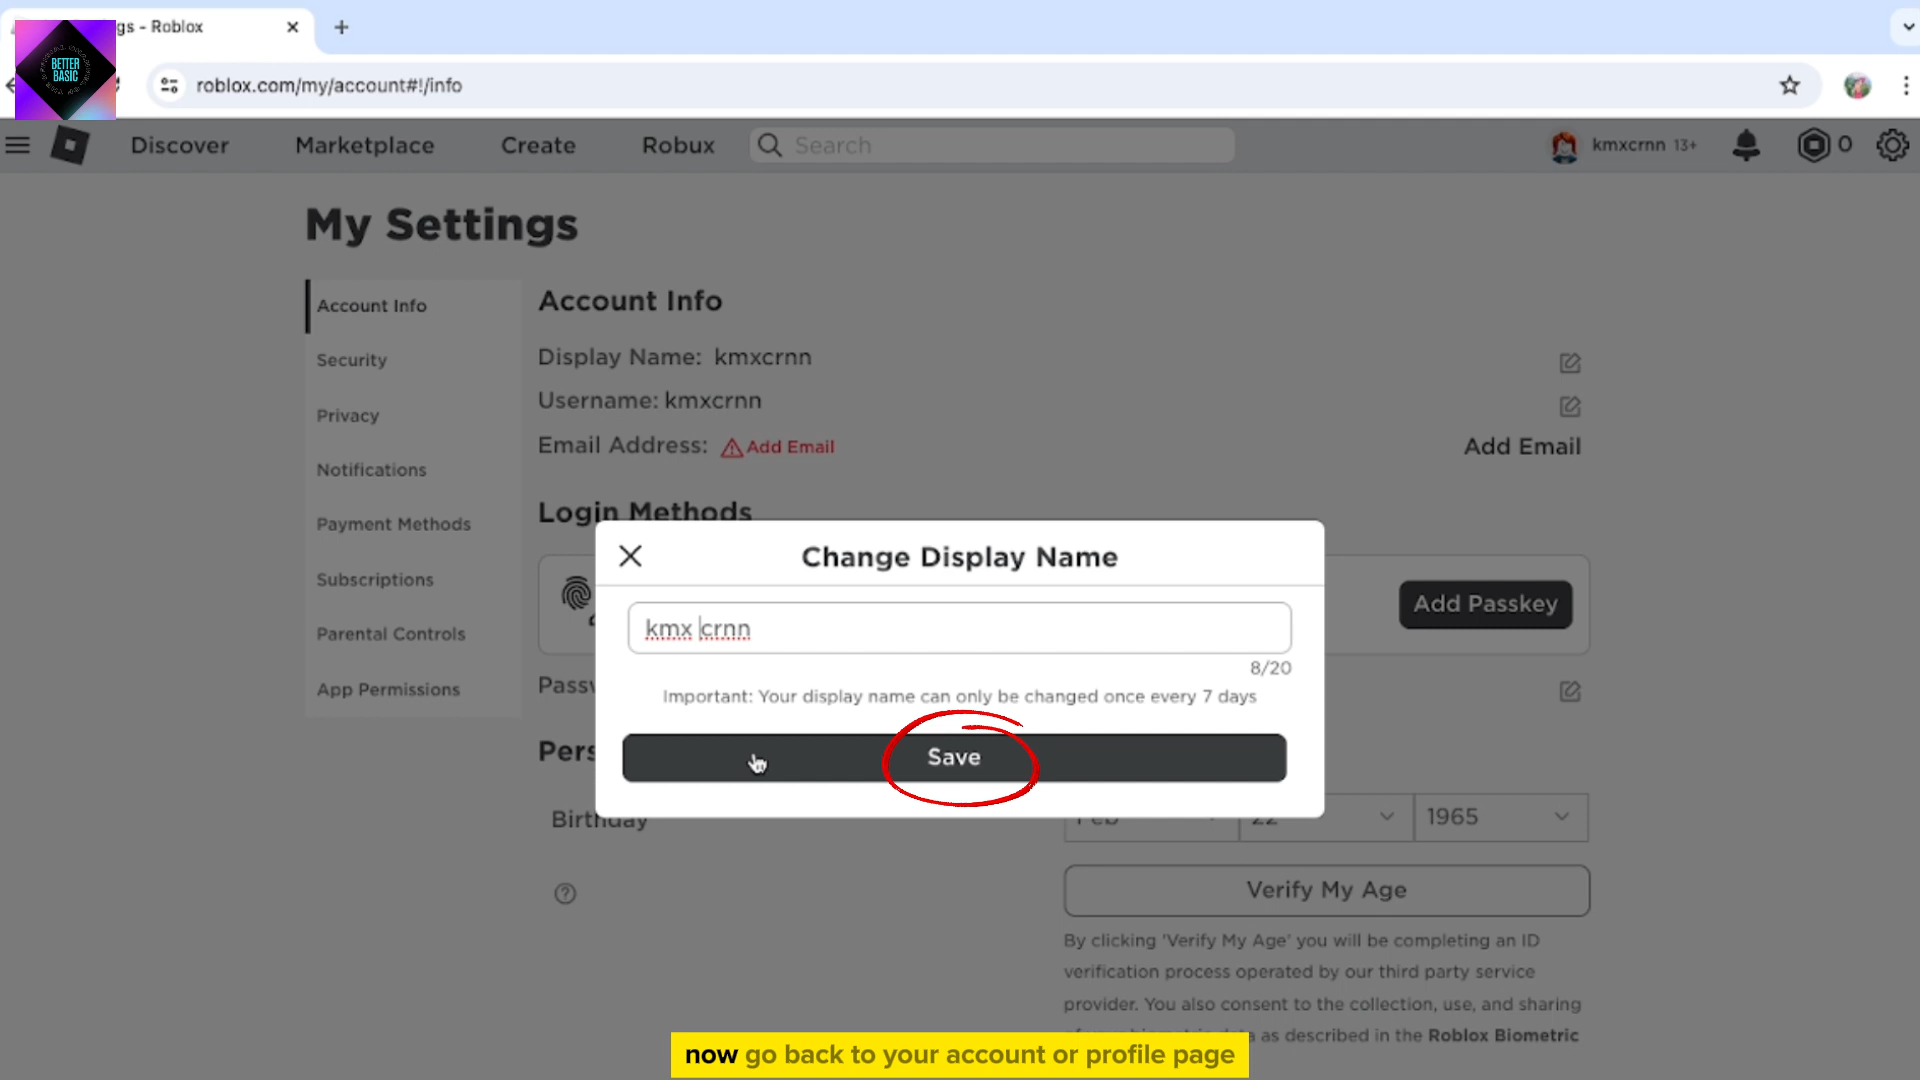 gs - Roblox
BETTER
BASIC
roblox.com/my/account#!/info
Discover
Marketplace
Create
Robux
Search
kmxcrnn 13+
0
My Settings
Account Info
Security
Privacy
Notifications
Payment Methods
Subscriptions
Parental Controls
App Permissions
Account Info
Display Name: kmxcrnn
Username: kmxcrnn
Email Address: Add Email
Add Email
Login Methods
Add Passkey
Change Display Name
kmx crnn
8/20
Important: Your display name can only be changed once every 7 days
Save
Birthday
Feb
22
1965
Verify My Age
By clicking 'Verify My Age' you will be completing an ID
verification process operated by our third party service
provider. You also consent to the collection, use, and sharing
as described in the Roblox Biometric
now go back to your account or profile page